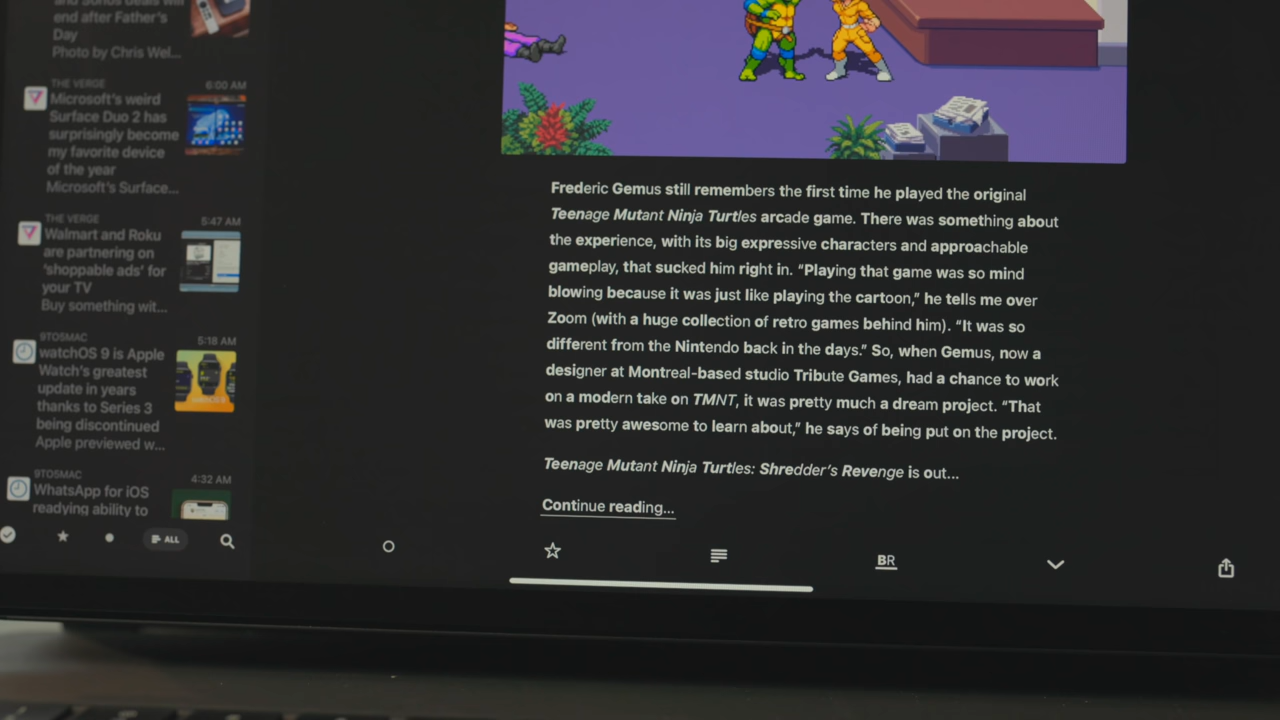 and Sonos deals will
end after Father's
Day
Photo by Chris Wel...
THE VERGE
6:00 AM
Microsoft's weird
Surface Duo 2 has
surprisingly become
my favorite device
of the year
Microsoft's Surface...
THE VERGE
5:47 AM
Walmart and Roku
are partnering on
'shoppable ads' for
your TV
Buy something wit...
9TO5MAC
5:18 AM
watchOS 9 is Apple
Watch's greatest
update in years
thanks to Series 3
being discontinued
Apple previewed w...
9TO5MAC
4:32 AM
WhatsApp for iOS
readying ability to
ALL
Frederic Gemus still remembers the first time he played the original
Teenage Mutant Ninja Turtles arcade game. There was something about
the experience, with its big expressive characters and approachable
gameplay, that sucked him right in. “Playing that game was so mind
blowing because it was just like playing the cartoon,” he tells me over
Zoom (with a huge collection of retro games behind him). “It was so
different from the Nintendo back in the days.” So, when Gemus, now a
designer at Montreal-based studio Tribute Games, had a chance to work
on a modern take on TMNT, it was pretty much a dream project. “That
was pretty awesome to learn about,” he says of being put on the project.
Teenage Mutant Ninja Turtles: Shredder’s Revenge is out...
Continue reading...
BR